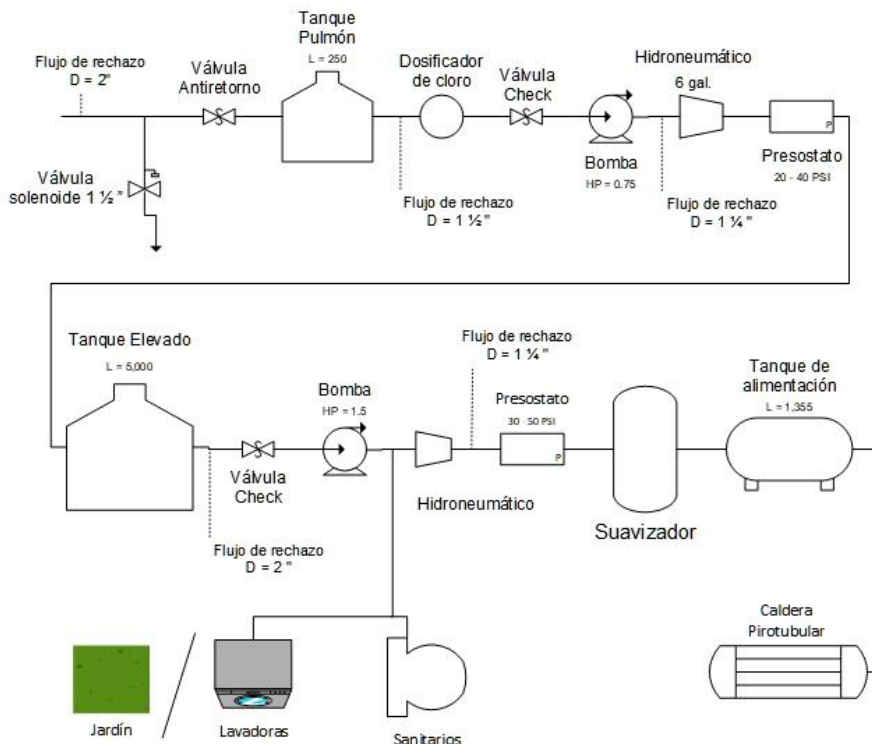 Flujo de rechazo
D = 2"
Válvula
Antiretorno
Tanque
Pulmón
L = 250
Dosificador
de cloro
Válvula
Check
Hidroneumático
6 gal.
Bomba
HP = 0.75
P
Presostato
20 - 40 PSI
Válvula
solenoide 1 ½"
Flujo de rechazo
D = 1 ½"
Flujo de rechazo
D = 1 ¼"
Tanque Elevado
L = 5,000
Bomba
HP = 1.5
Flujo de rechazo
D = 1 ¼"
Presostato
30 - 50 PSI
P
Tanque de
alimentación
L = 1,355
Válvula
Check
Hidroneumático
Suavizador
Flujo de rechazo
D = 2 "
Caldera
Pirotubular
Jardín
Lavadoras
Sanitarios